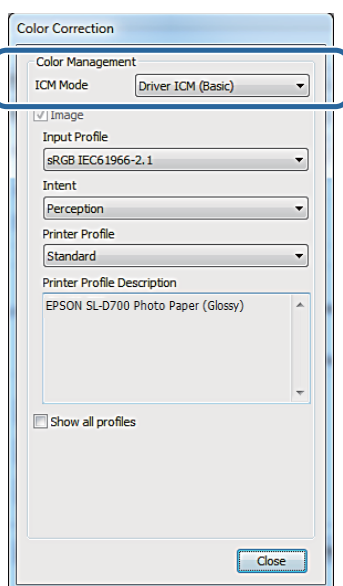 Color Correction
Color Management
ICM Mode Driver ICM (Basic)
Image
Input Profile
sRGB IEC61966-2.1
Intent
Perception
Printer Profile
Standard
Printer Profile Description
EPSON SL-D700 Photo Paper (Glossy)
Show all profiles
Close